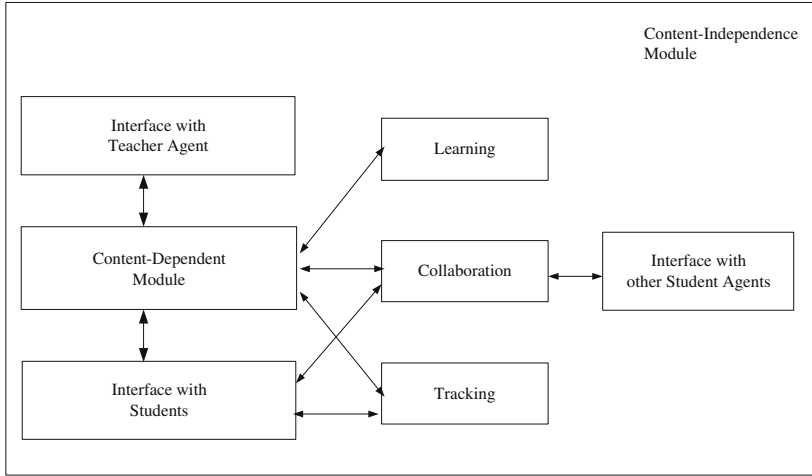 Content-Independence
Module
Interface with
Teacher Agent
Learning
Content-Dependent
Module
Collaboration
Interface with
other Student Agents
Interface with
Students
Tracking